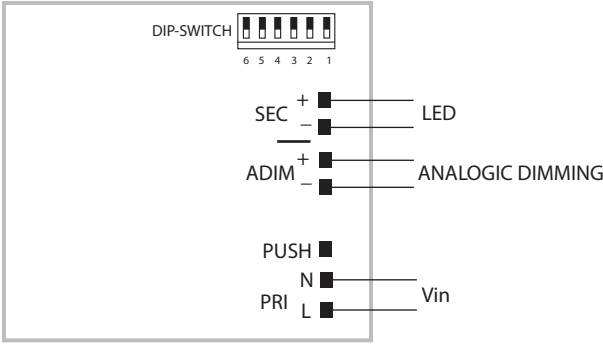 DIP-SWITCH
6 5 4 3 2 1
SEC + − LED
ADIM + − ANALOGIC DIMMING
PUSH
PRI N L Vin